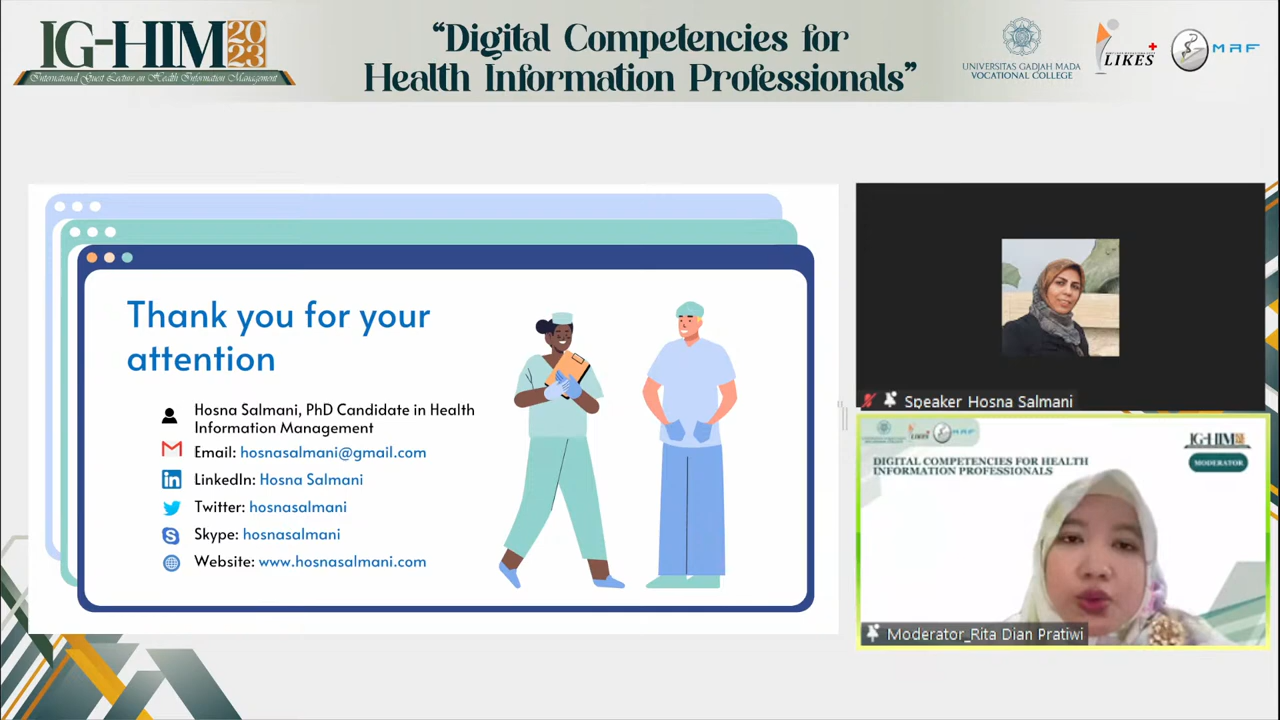 IG-HIM 2023
International Guest Lecture on Health Information Management
“Digital Competencies for
Health Information Professionals”
UNIVERSITAS GADJAH MADA
VOCATIONAL COLLEGE
LIKES
MRF
Thank you for your
attention
Hosna Salmani, PhD Candidate in Health
Information Management
Email: hosnasalmani@gmail.com
LinkedIn: Hosna Salmani
Twitter: hosnasalmani
Skype: hosnasalmani
Website: www.hosnasalmani.com
Speaker Hosna Salmani
LIKES
MRF
IG-HIM
MODERATOR
DIGITAL COMPETENCIES FOR HEALTH
INFORMATION PROFESSIONALS
Moderator_Rita Dian Pratiwi